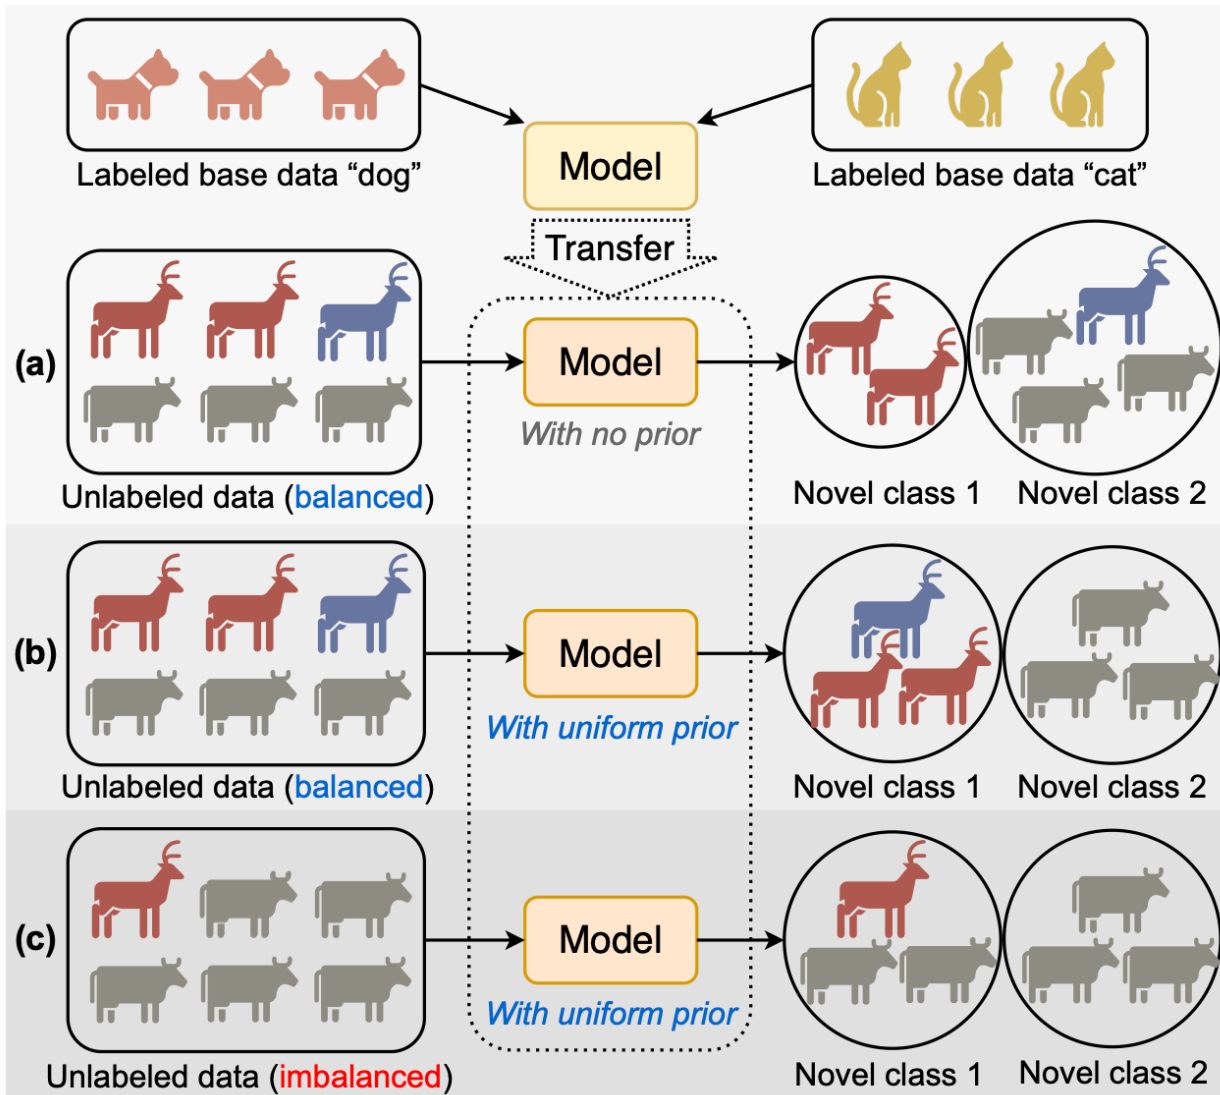 Labeled base data “dog”
Model
Labeled base data “cat”
Transfer
(a)
Model
With no prior
Unlabeled data (balanced)
Novel class 1
Novel class 2
(b)
Model
With uniform prior
Unlabeled data (balanced)
Novel class 1
Novel class 2
(c)
Model
With uniform prior
Unlabeled data (imbalanced)
Novel class 1
Novel class 2